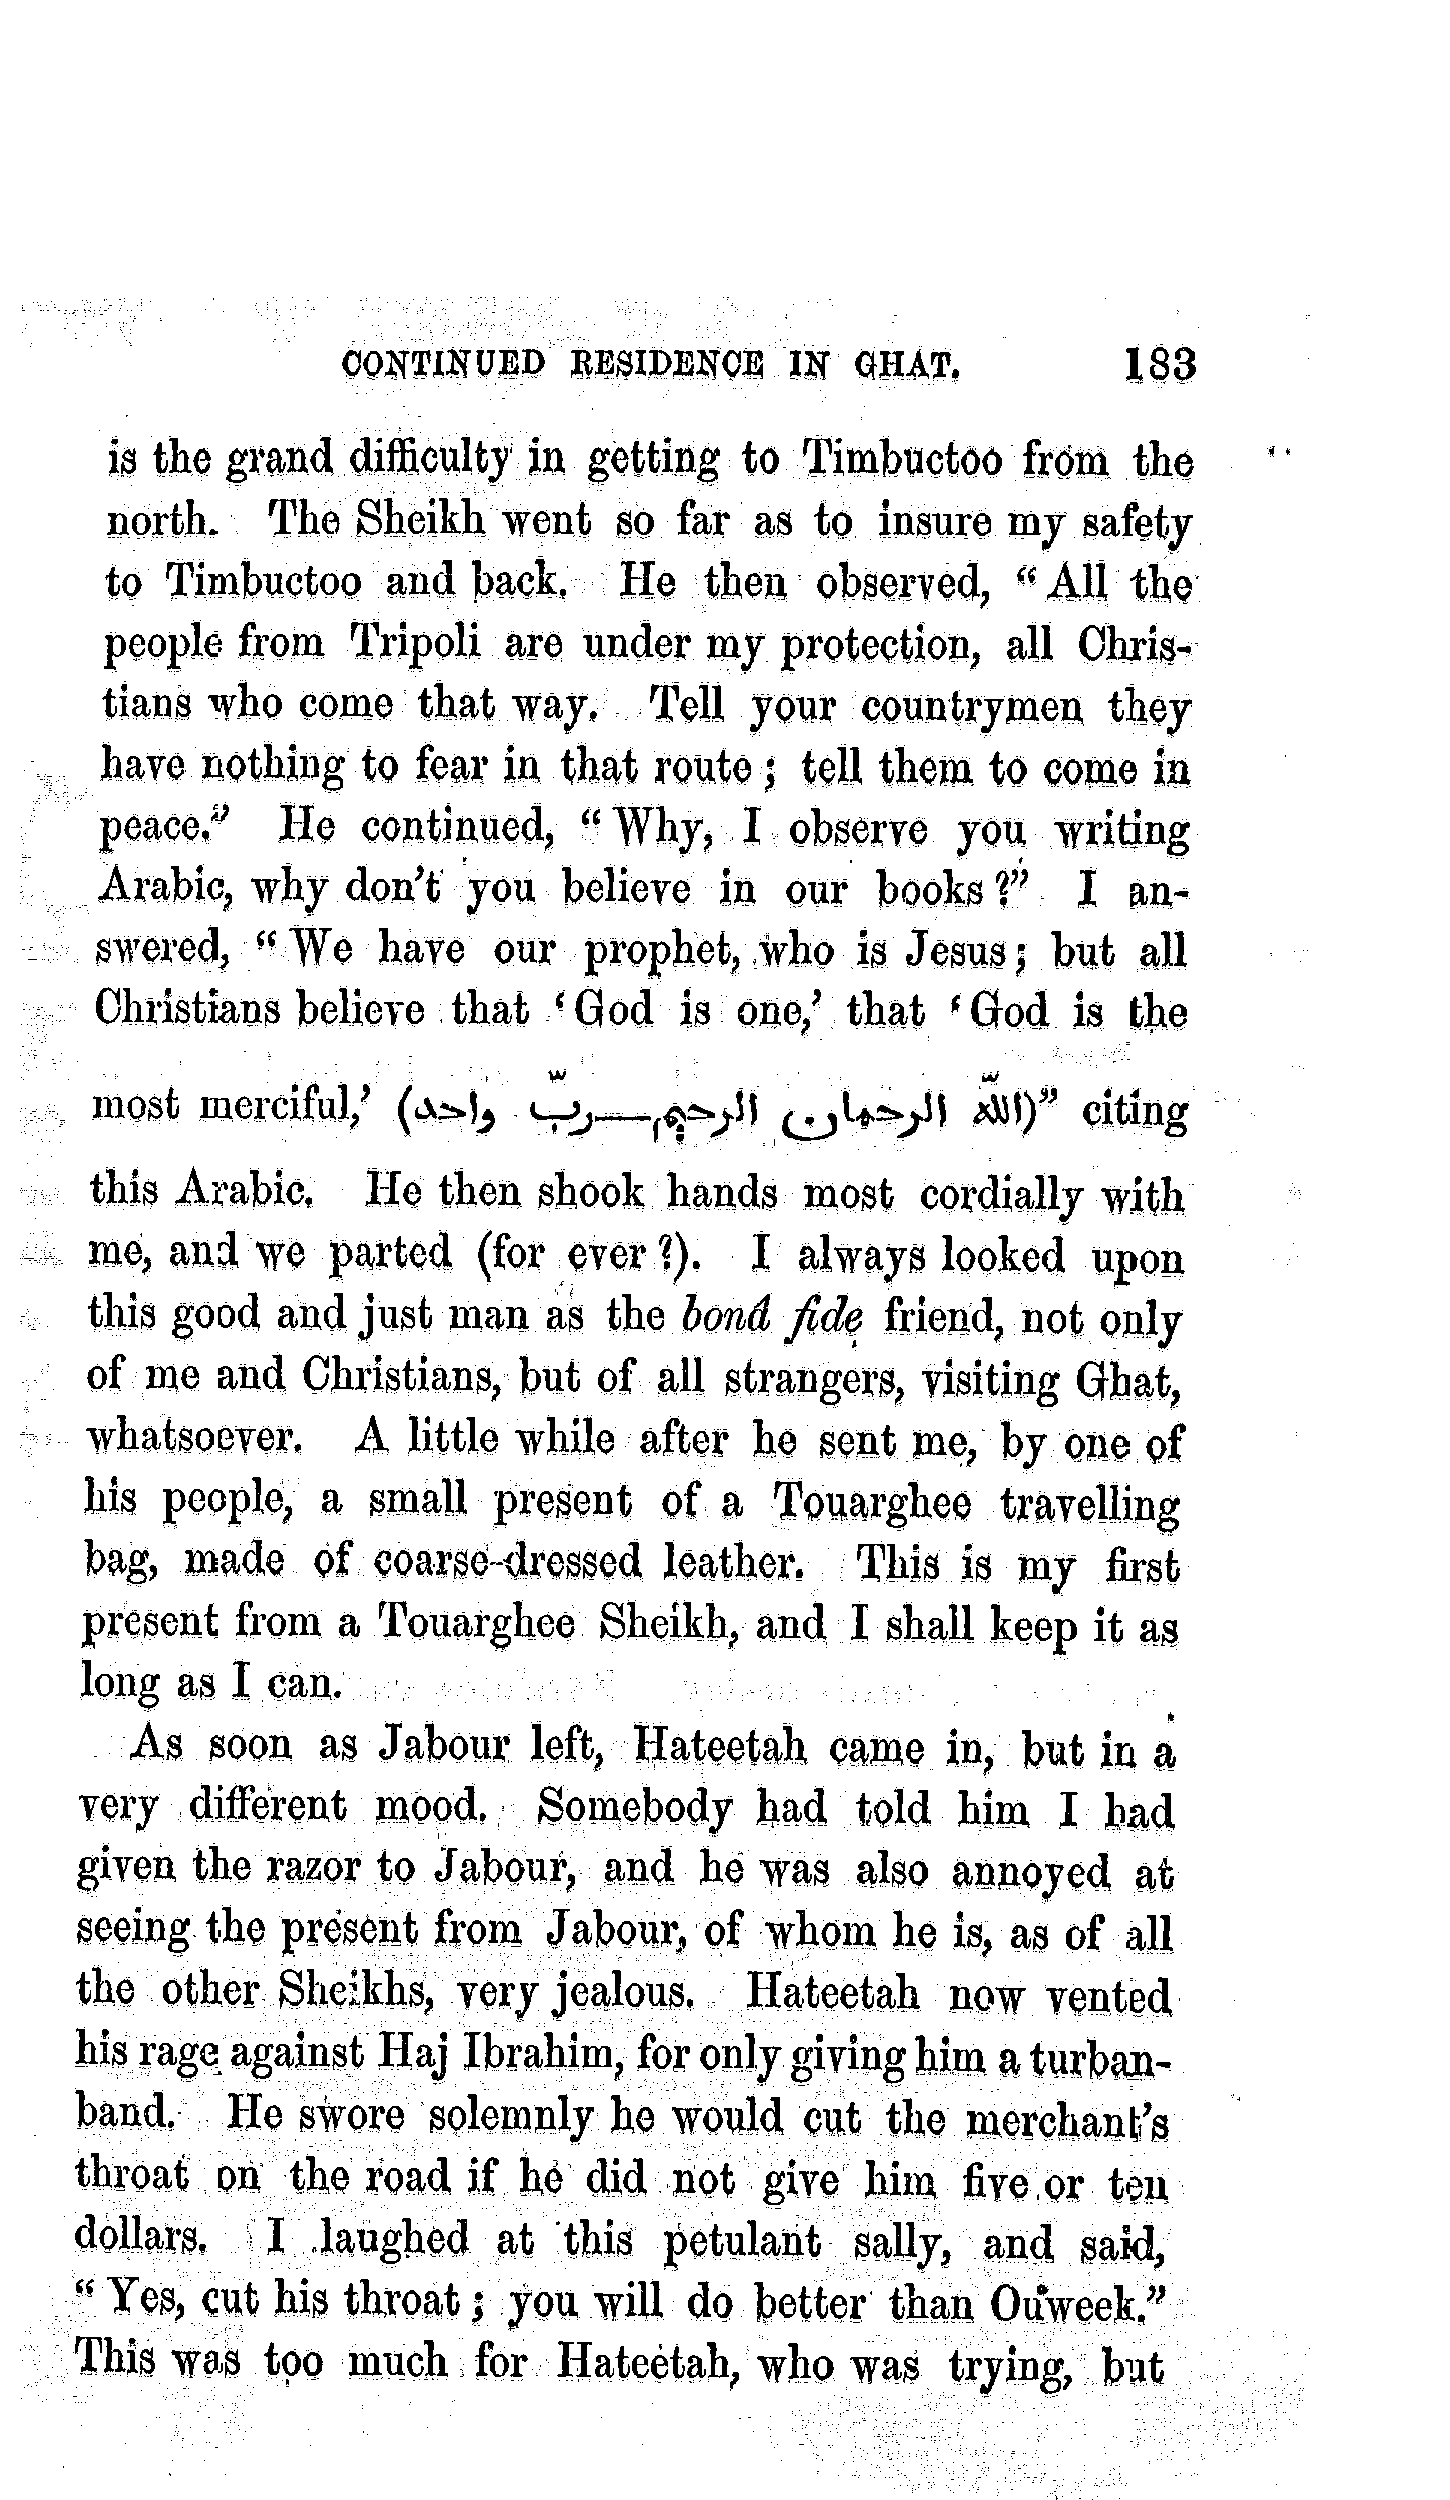 CONTINUED RESIDENCE IN GHAT. 183
is the grand difficulty in getting to Timbuctoo from the
north. The Sheikh went so far as to insure my safety
to Timbuctoo and back. He then observed, “ All the
people from Tripoli are under my protection, all Chris-
tians who come that way. Tell your countrymen they
have nothing to fear in that route ; tell them to come in
peace.” He continued, “ Why, I observe you writing
Arabic, why don’t you believe in our books ?” I an-
swered, “ We have our prophet, who is Jesus ; but all
Christians believe that ‘ God is one,’ that ‘ God is the
most merciful,’ (اللّه الرحمان الرحيم—ربّ واحد)” citing
this Arabic. He then shook hands most cordially with
me, and we parted (for ever ?). I always looked upon
this good and just man as the bonâ fide friend, not only
of me and Christians, but of all strangers, visiting Ghat,
whatsoever. A little while after he sent me, by one of
his people, a small present of a Touarghee travelling
bag, made of coarse-dressed leather. This is my first
present from a Touarghee Sheikh, and I shall keep it as
long as I can.
As soon as Jabour left, Hateetah came in, but in a
very different mood. Somebody had told him I had
given the razor to Jabour, and he was also annoyed at
seeing the present from Jabour, of whom he is, as of all
the other Sheikhs, very jealous. Hateetah now vented
his rage against Haj Ibrahim, for only giving him a turban-
band. He swore solemnly he would cut the merchant’s
throat on the road if he did not give him five or ten
dollars. I laughed at this petulant sally, and said,
“ Yes, cut his throat ; you will do better than Ouweek.”
This was too much for Hateetah, who was trying, but